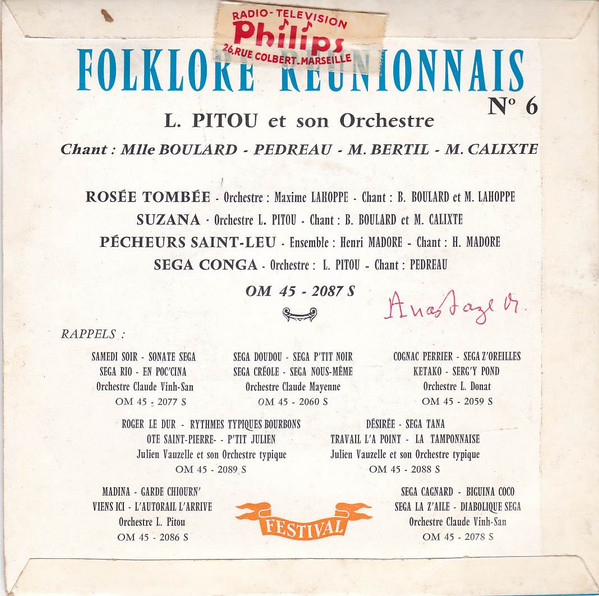 RADIO-TELEVISION
Philips
26, RUE COLBERT. MARSEILLE
FOLKLORE REUNIONNAIS
Nº 6
L. PITOU et son Orchestre
Chant : Mlle BOULARD - PEDREAU - M. BERTIL - M. CALIXTE
ROSÉE TOMBÉE - Orchestre : Maxime LAHOPPE - Chant : B. BOULARD et M. LAHOPPE
SUZANA - Orchestre L. PITOU - Chant : B. BOULARD et M. CALIXTE
PÉCHEURS SAINT-LEU - Ensemble : Henri MADORE - Chant : H. MADORE
SEGA CONGA - Orchestre : L. PITOU - Chant : PEDREAU
OM 45 - 2087 S
RAPPELS :
SAMEDI SOIR - SONATE SEGA
SEGA RIO - EN POC'CINA
Orchestre Claude Vinh-San
OM 45 - 2077 S
SEGA DOUDOU - SEGA P'TIT NOIR
SEGA CRÉOLE - SEGA NOUS-MÊME
Orchestre Claude Mayenne
OM 45 - 2060 S
COGNAC PERRIER - SEGA Z'OREILLES
KETAKO - SERG'Y POND
Orchestre L. Donat
OM 45 - 2059 S
ROGER LE DUR - RYTHMES TYPIQUES BOURBONS
OTE SAINT-PIERRE- - P'TIT JULIEN
Julien Vauzelle et son Orchestre typique
OM 45 - 2089 S
DÉSIRÉE - SEGA TANA
TRAVAIL L'A POINT - LA TAMPONNAISE
Julien Vauzelle et son Orchestre typique
OM 45 - 2088 S
MADINA - GARDE CHIOURN'
VIENS ICI - L'AUTORAIL L'ARRIVE
Orchestre L. Pitou
OM 45 - 2086 S
FESTIVAL
SEGA CAGNARD - BIGUINA COCO
SEGA LA Z'AILE - DIABOLIQUE SEGA
Orchestre Claude Vinh-San
OM 45 - 2078 S